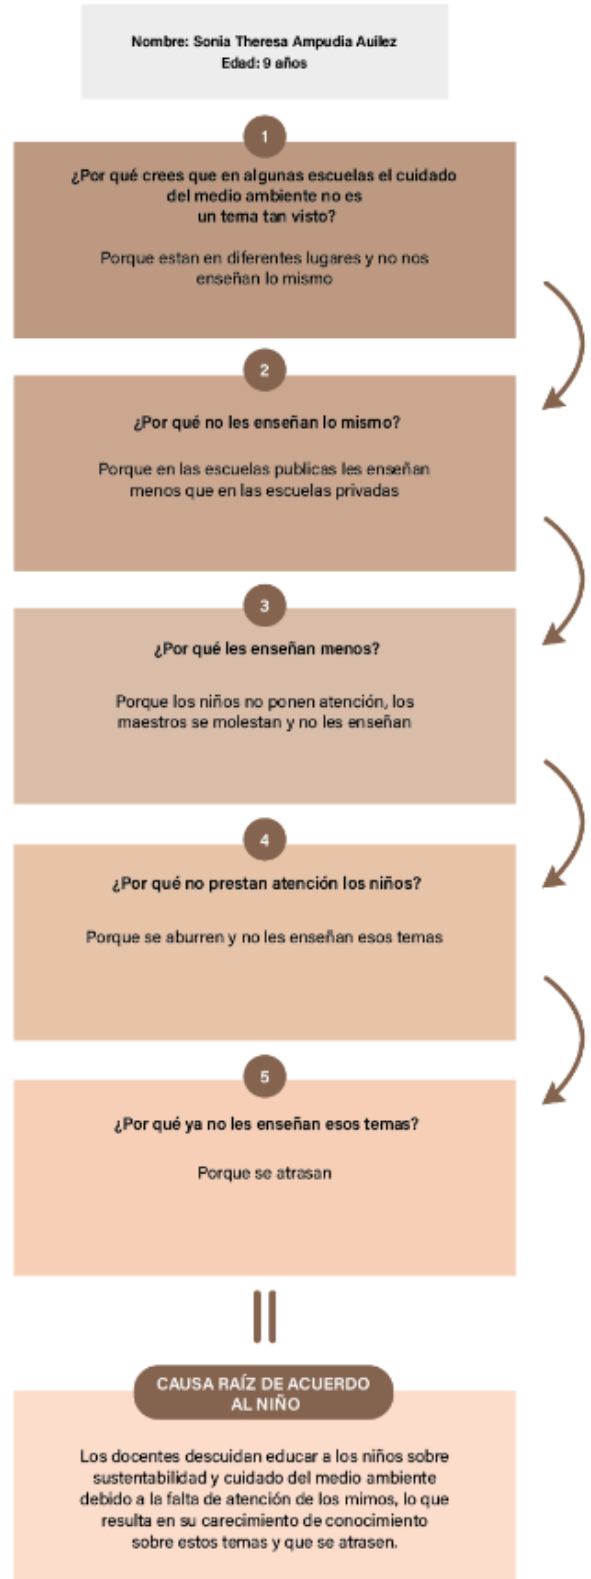 Nombre: Sonia Theresa Ampudia Auilez
Edad: 9 años
1
¿Por qué crees que en algunas escuelas el cuidado
del medio ambiente no es
un tema tan visto?
Porque estan en diferentes lugares y no nos
enseñan lo mismo
2
¿Por qué no les enseñan lo mismo?
Porque en las escuelas publicas les enseñan
menos que en las escuelas privadas
3
¿Por qué les enseñan menos?
Porque los niños no ponen atención, los
maestros se molestan y no les enseñan
4
¿Por qué no prestan atención los niños?
Porque se aburren y no les enseñan esos temas
5
¿Por qué ya no les enseñan esos temas?
Porque se atrasan
CAUSA RAÍZ DE ACUERDO
AL NIÑO
Los docentes descuidan educar a los niños sobre
sustentabilidad y cuidado del medio ambiente
debido a la falta de atención de los mimos, lo que
resulta en su carecimiento de conocimiento
sobre estos temas y que se atrasen.